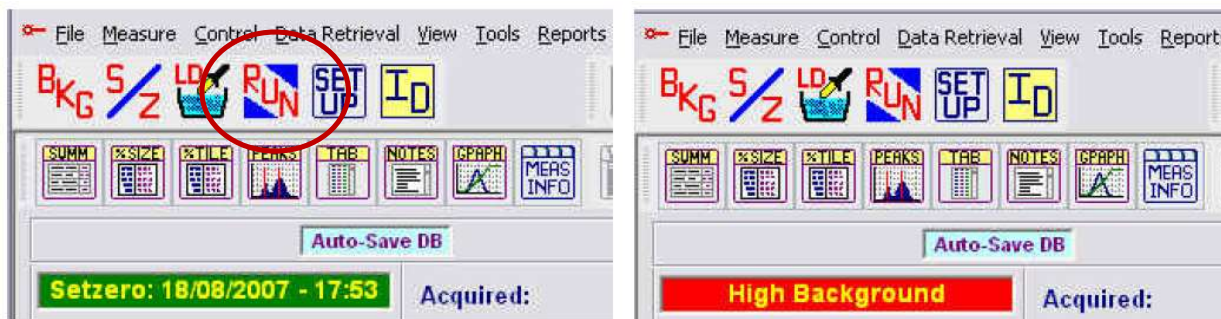 File Measure Control Data Retrieval View Tools Reports
BKG S/Z LD RUN SET UP ID
SUMM %SIZE %TILE PEAKS TAB NOTES GPAPH MEAS INFO
Auto-Save DB
Setzero: 18/08/2007 - 17:53 Acquired:
File Measure Control Data Retrieval View Tools Report
BKG S/Z LD RUN SET UP ID
SUMM %SIZE %TILE PEAKS TAB NOTES GPAPH MEAS INFO
Auto-Save DB
High Background Acquired: